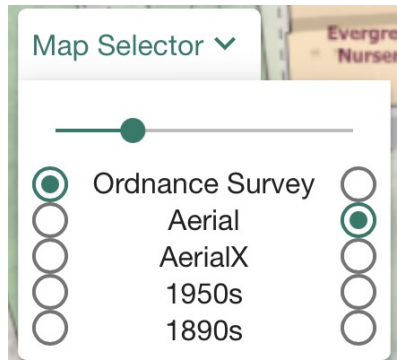 Map Selector
Evergre
Nurser
Ordnance Survey
Aerial
AerialX
1950s
1890s